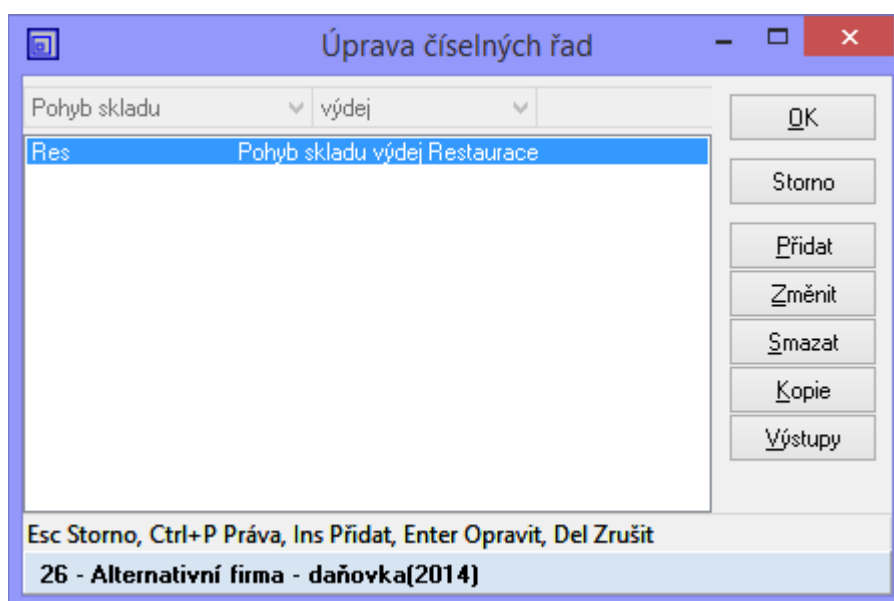 Úprava číselných řad
Pohyb skladu výdej
Res Pohyb skladu výdej Restaurace
OK
Storno
Přidat
Změnit
Smazat
Kopie
Výstupy
Esc Storno, Ctrl+P Práva, Ins Přidat, Enter Opravit, Del Zrušit
26 - Alternativní firma - daňovka(2014)